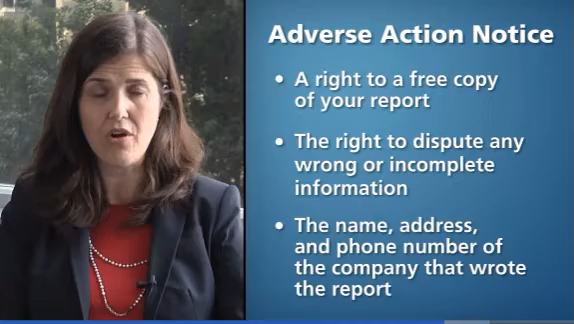 Adverse Action Notice
• A right to a free copy
of your report
• The right to dispute any
wrong or incomplete
information
• The name, address,
and phone number of
the company that wrote
the report